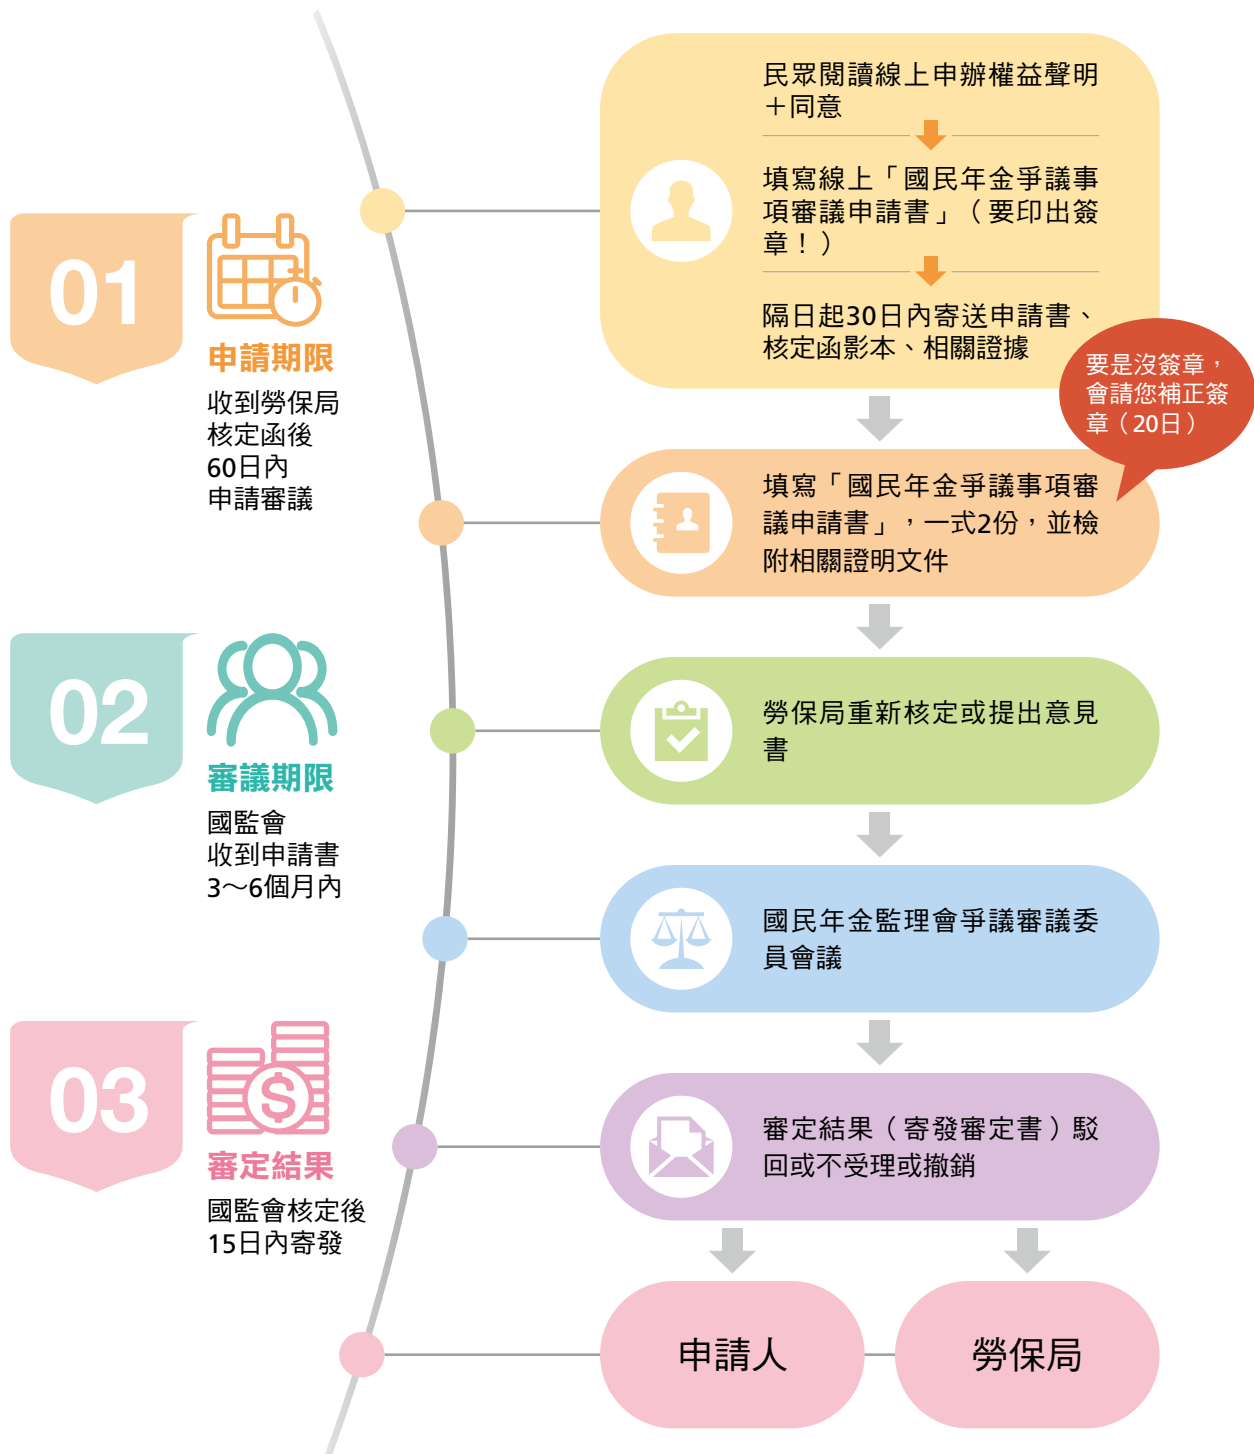 01
申請期限
收到勞保局
核定函後
60日內
申請審議
02
審議期限
國監會
收到申請書
3～6個月內
03
審定結果
國監會核定後
15日內寄發
民眾閱讀線上申辦權益聲明
＋同意
填寫線上「國民年金爭議事
項審議申請書」（要印出簽
章！）
隔日起30日內寄送申請書、
核定函影本、相關證據
要是沒簽章，
會請您補正簽
章（20日）
填寫「國民年金爭議事項審
議申請書」，一式2份，並檢
附相關證明文件
勞保局重新核定或提出意見
書
國民年金監理會爭議審議委
員會議
審定結果（寄發審定書）駁
回或不受理或撤銷
申請人
勞保局